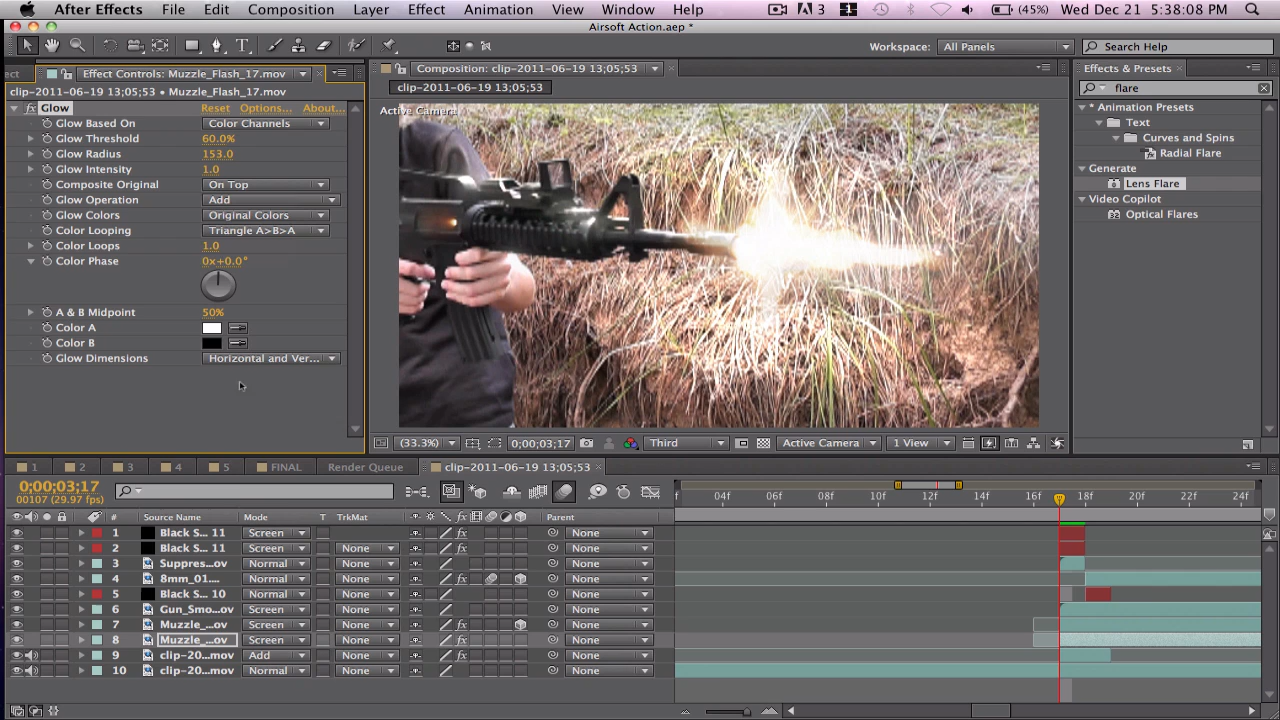 After Effects File Edit Composition Layer Effect Animation View Window Help 3 1 (45%) Wed Dec 21 5:38:08 PM
Airsoft Action.aep *
Workspace: All Panels Search Help
ect Effect Controls: Muzzle_Flash_17.mov Composition: clip-2011-06-19 13;05;53 Effects & Presets
clip-2011-06-19 13;05;53 • Muzzle_Flash_17.mov clip-2011-06-19 13;05;53 flare
fx Glow Reset Options... About... Active Camera * Animation Presets
Glow Based On Color Channels Text
Glow Threshold 60.0% Curves and Spins
Glow Radius 153.0 Radial Flare
Glow Intensity 1.0 Generate
Composite Original On Top Lens Flare
Glow Operation Add Video Copilot
Glow Colors Original Colors Optical Flares
Color Looping Triangle A>B>A
Color Loops 1.0
Color Phase 0x+0.0°
A & B Midpoint 50%
Color A
Color B
Glow Dimensions Horizontal and Ver...
(33.3%) 0;00;03;17 Third Active Camera 1 View
1 2 3 4 5 FINAL Render Queue clip-2011-06-19 13;05;53
0;00;03;17
00107 (29.97 fps) 04f 06f 08f 10f 12f 14f 16f 18f 20f 22f 24f
# Source Name Mode T TrkMat fx Parent
1 Black S... 11 Screen fx None
2 Black S... 11 Screen None fx None
3 Suppres...ov Normal None None
4 8mm_01.... Normal None fx None
5 Black S... 10 Screen None None
6 Gun_Smo...ov Screen None None
7 Muzzle_...ov Screen None fx None
8 Muzzle_...ov Screen None fx None
9 clip-20...mov Add None fx None
10 clip-20...mov Normal None None